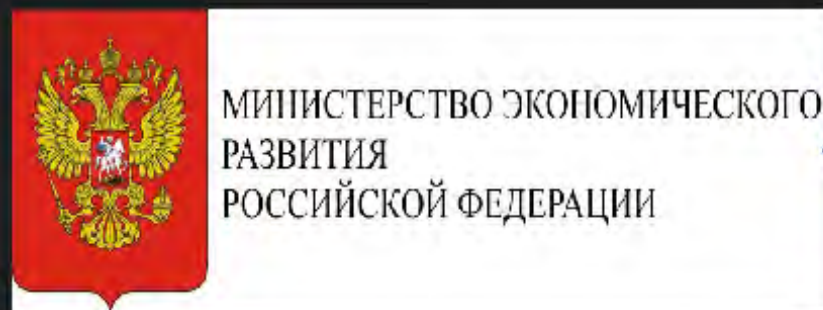 МИНИСТЕРСТВО ЭКОНОМИЧЕСКОГО
РАЗВИТИЯ
РОССИЙСКОЙ ФЕДЕРАЦИИ